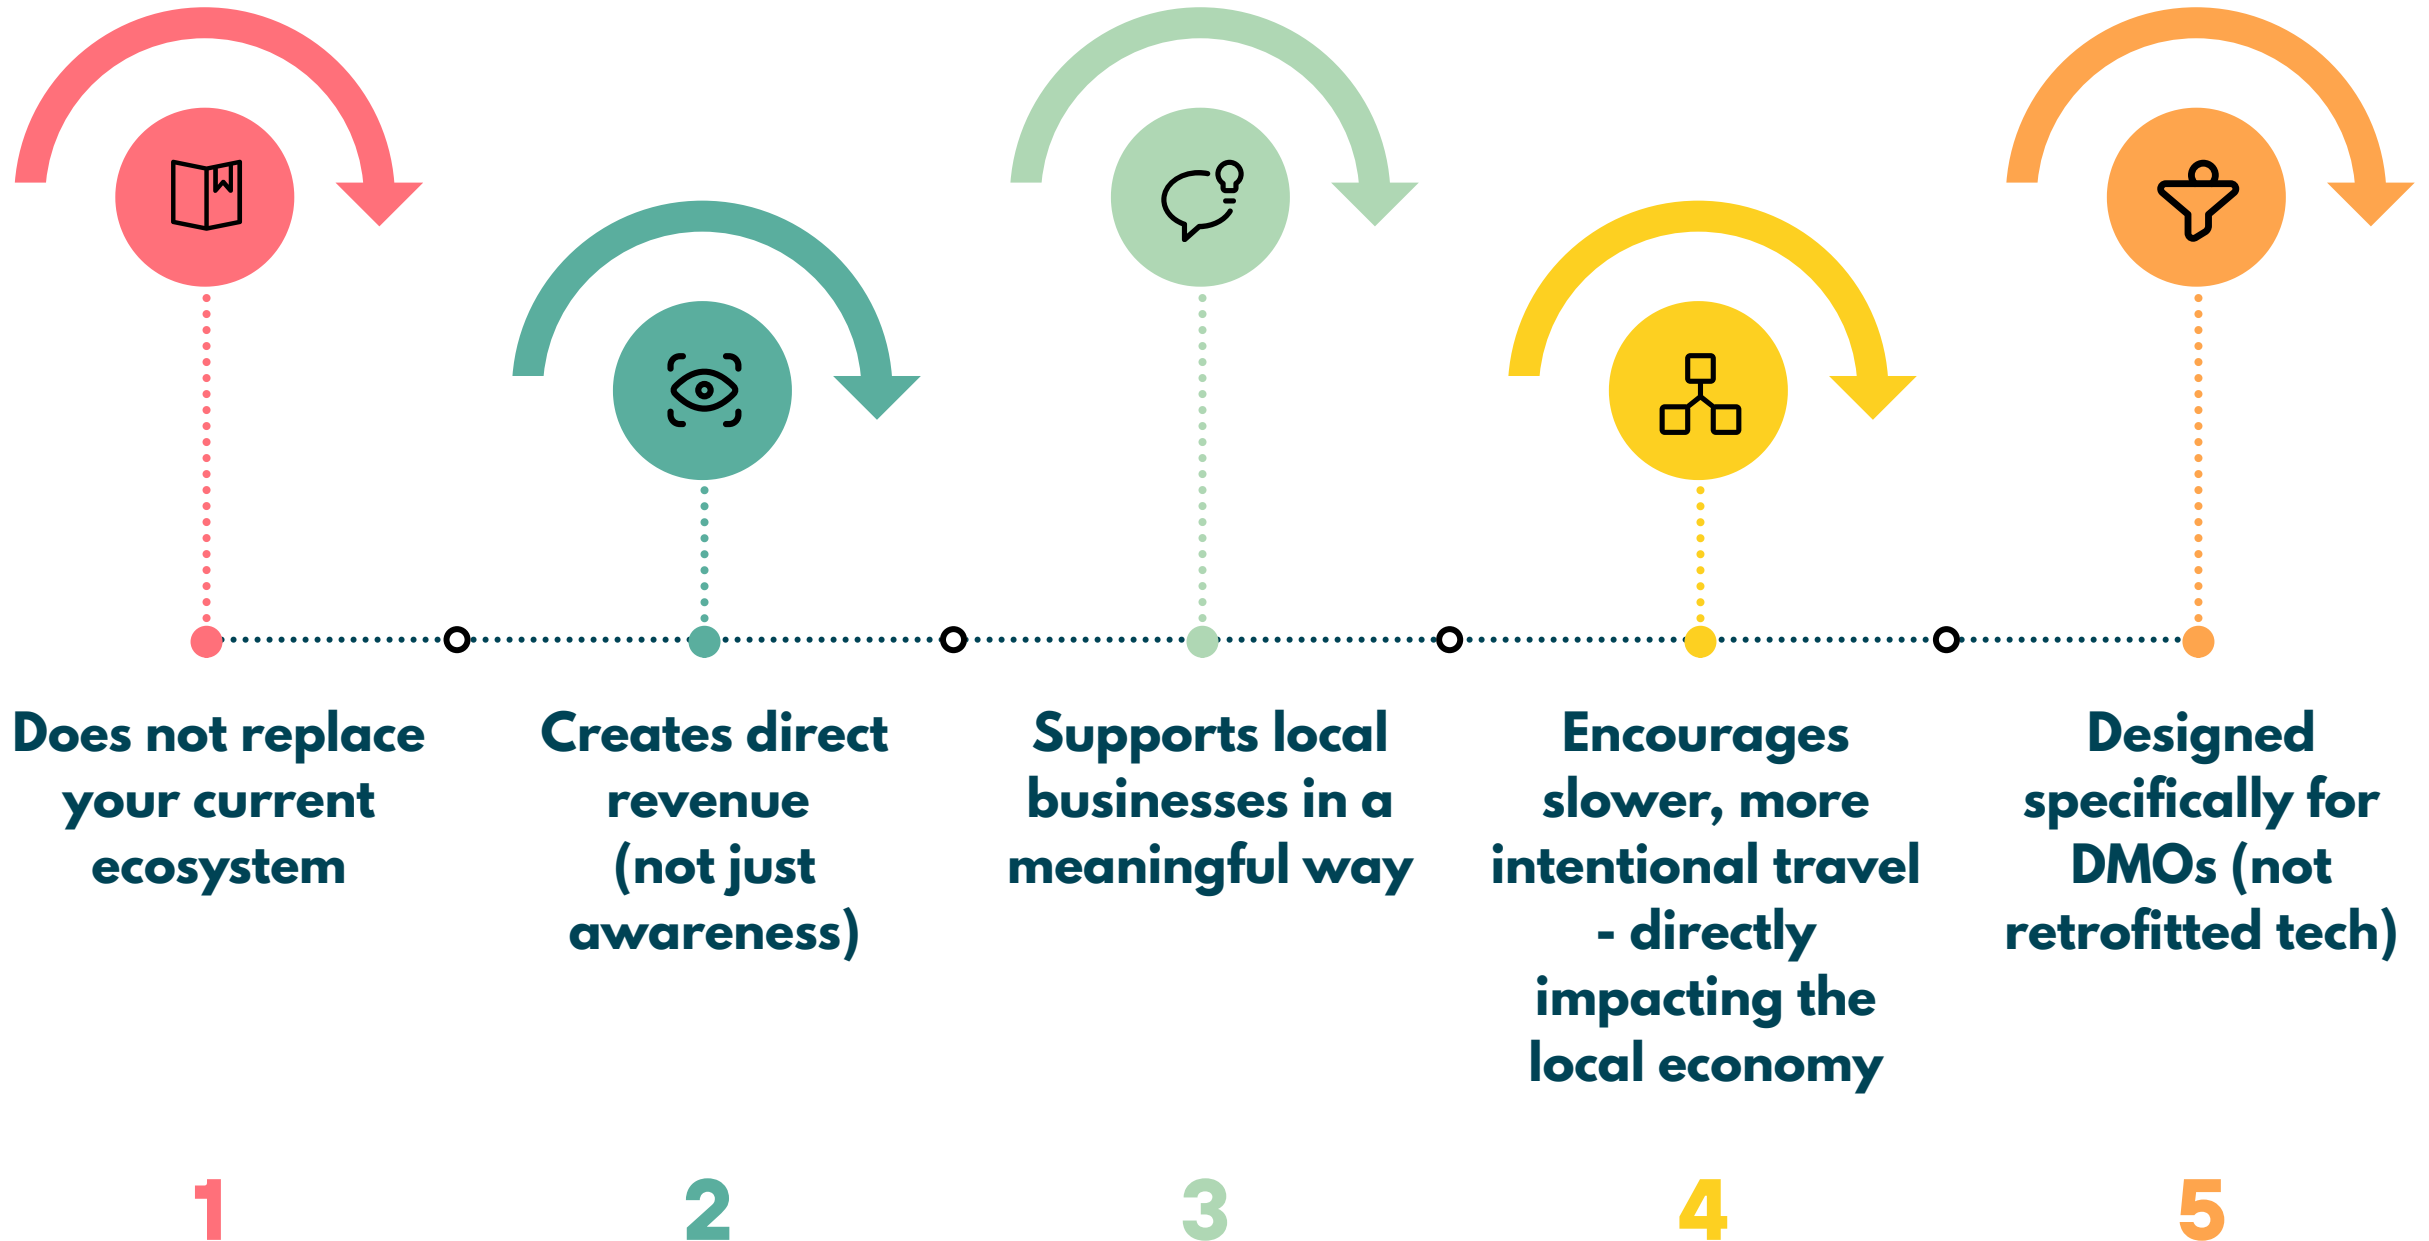 Does not replace
your current
ecosystem
Creates direct
revenue
(not just
awareness)
Supports local
businesses in a
meaningful way
Encourages
slower, more
intentional travel
- directly
impacting the
local economy
Designed
specifically for
DMOs (not
retrofitted tech)
1
2
3
4
5